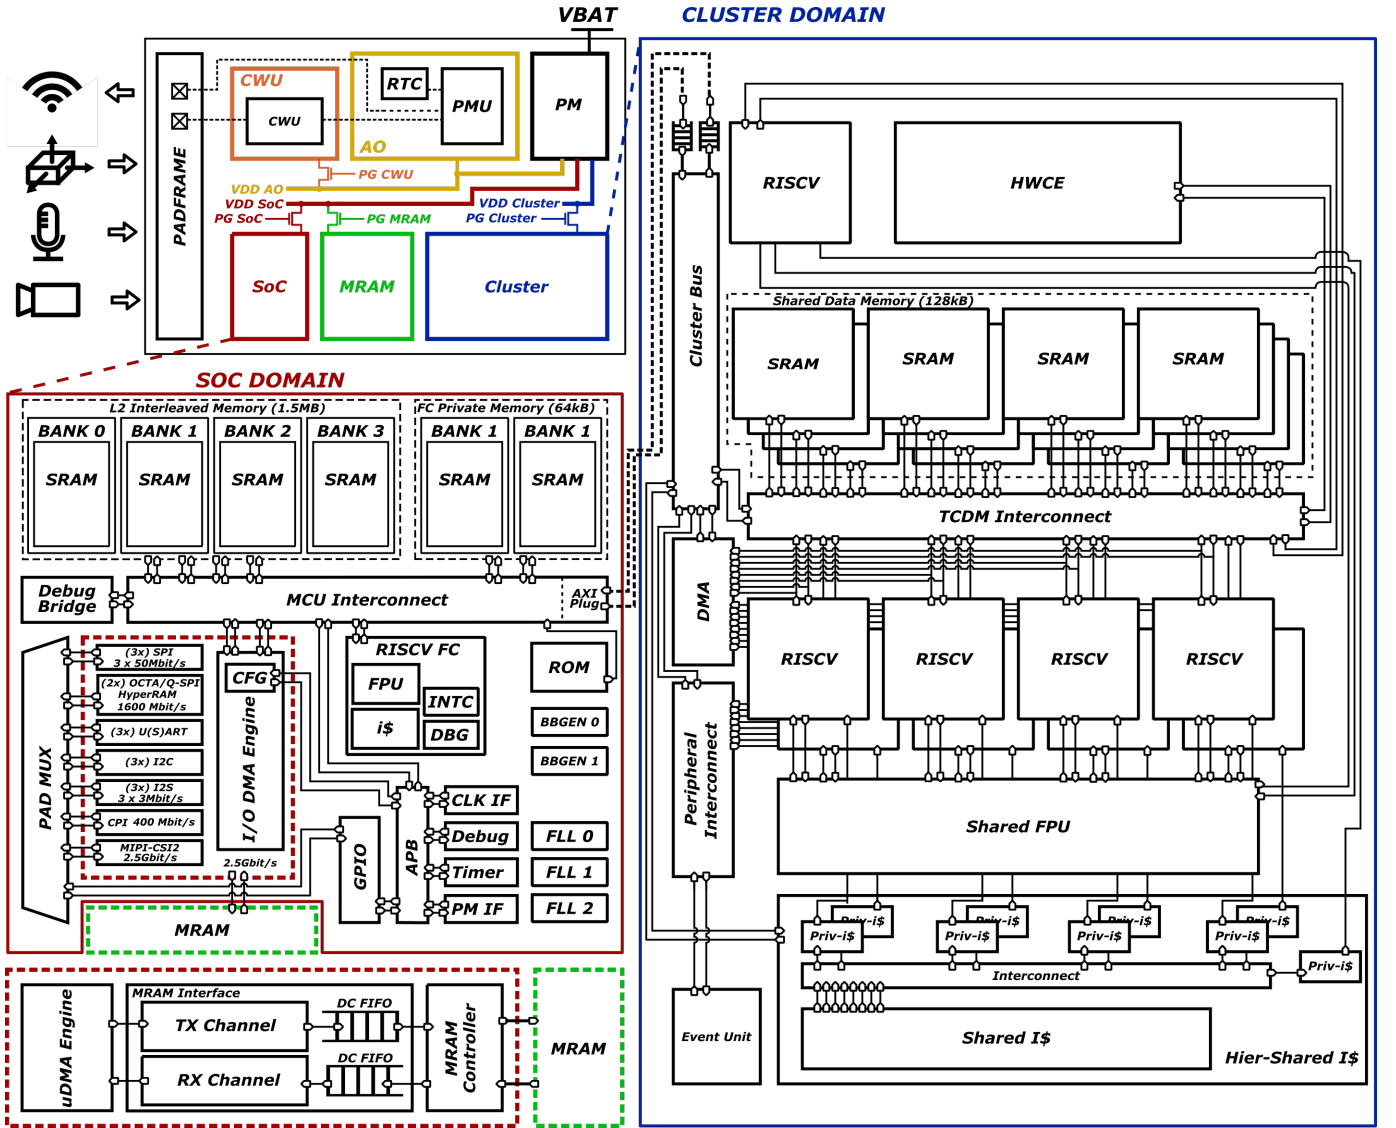 VBAT
CLUSTER DOMAIN
PADFRAME
CWU
CWU
RTC
PMU
AO
PM
PG CWU
VDD AO
VDD SoC
PG SoC
PG MRAM
VDD Cluster
PG Cluster
SoC
MRAM
Cluster
SOC DOMAIN
L2 Interleaved Memory (1.5MB)
FC Private Memory (64kB)
BANK 0
BANK 1
BANK 2
BANK 3
BANK 1
BANK 1
SRAM
SRAM
SRAM
SRAM
SRAM
SRAM
Debug
Bridge
MCU Interconnect
AXI
Plug
PAD MUX
(3x) SPI
3 x 50Mbit/s
(2x) OCTA/Q-SPI
HyperRAM
1600 Mbit/s
(3x) U(S)ART
(3x) I2C
(3x) I2S
3 x 3Mbit/s
CPI 400 Mbit/s
MIPI-CSI2
2.5Gbit/s
CFG
I/O DMA Engine
2.5Gbit/s
RISCV FC
FPU
i$
INTC
DBG
ROM
BBGEN 0
BBGEN 1
GPIO
APB
CLK IF
Debug
Timer
PM IF
FLL 0
FLL 1
FLL 2
MRAM
uDMA Engine
MRAM Interface
TX Channel
RX Channel
DC FIFO
DC FIFO
MRAM
Controller
MRAM
Cluster Bus
RISCV
HWCE
Shared Data Memory (128kB)
SRAM
SRAM
SRAM
SRAM
TCDM Interconnect
DMA
RISCV
RISCV
RISCV
RISCV
Peripheral
Interconnect
Shared FPU
Priv-i$
Priv-i$
Priv-i$
Priv-i$
Priv-i$
Priv-i$
Priv-i$
Priv-i$
Interconnect
Priv-i$
Shared I$
Hier-Shared I$
Event Unit